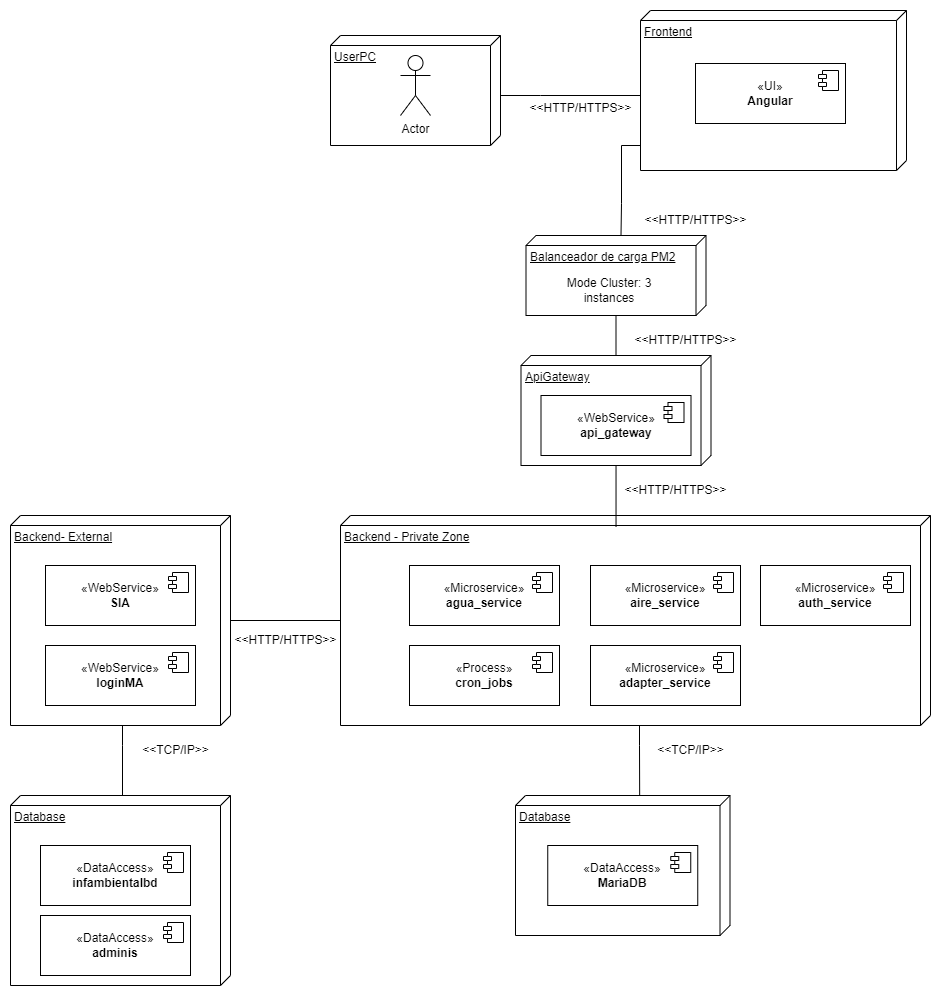 UserPC
Actor
<<HTTP/HTTPS>>
Frontend
«UI»
Angular
<<HTTP/HTTPS>>
Balanceador de carga PM2
Mode Cluster: 3
instances
<<HTTP/HTTPS>>
ApiGateway
«WebService»
api_gateway
<<HTTP/HTTPS>>
Backend- External
«WebService»
SIA
«WebService»
loginMA
<<HTTP/HTTPS>>
Backend - Private Zone
«Microservice»
agua_service
«Microservice»
aire_service
«Microservice»
auth_service
«Process»
cron_jobs
«Microservice»
adapter_service
<<TCP/IP>>
<<TCP/IP>>
Database
«DataAccess»
infambientalbd
«DataAccess»
adminis
Database
«DataAccess»
MariaDB